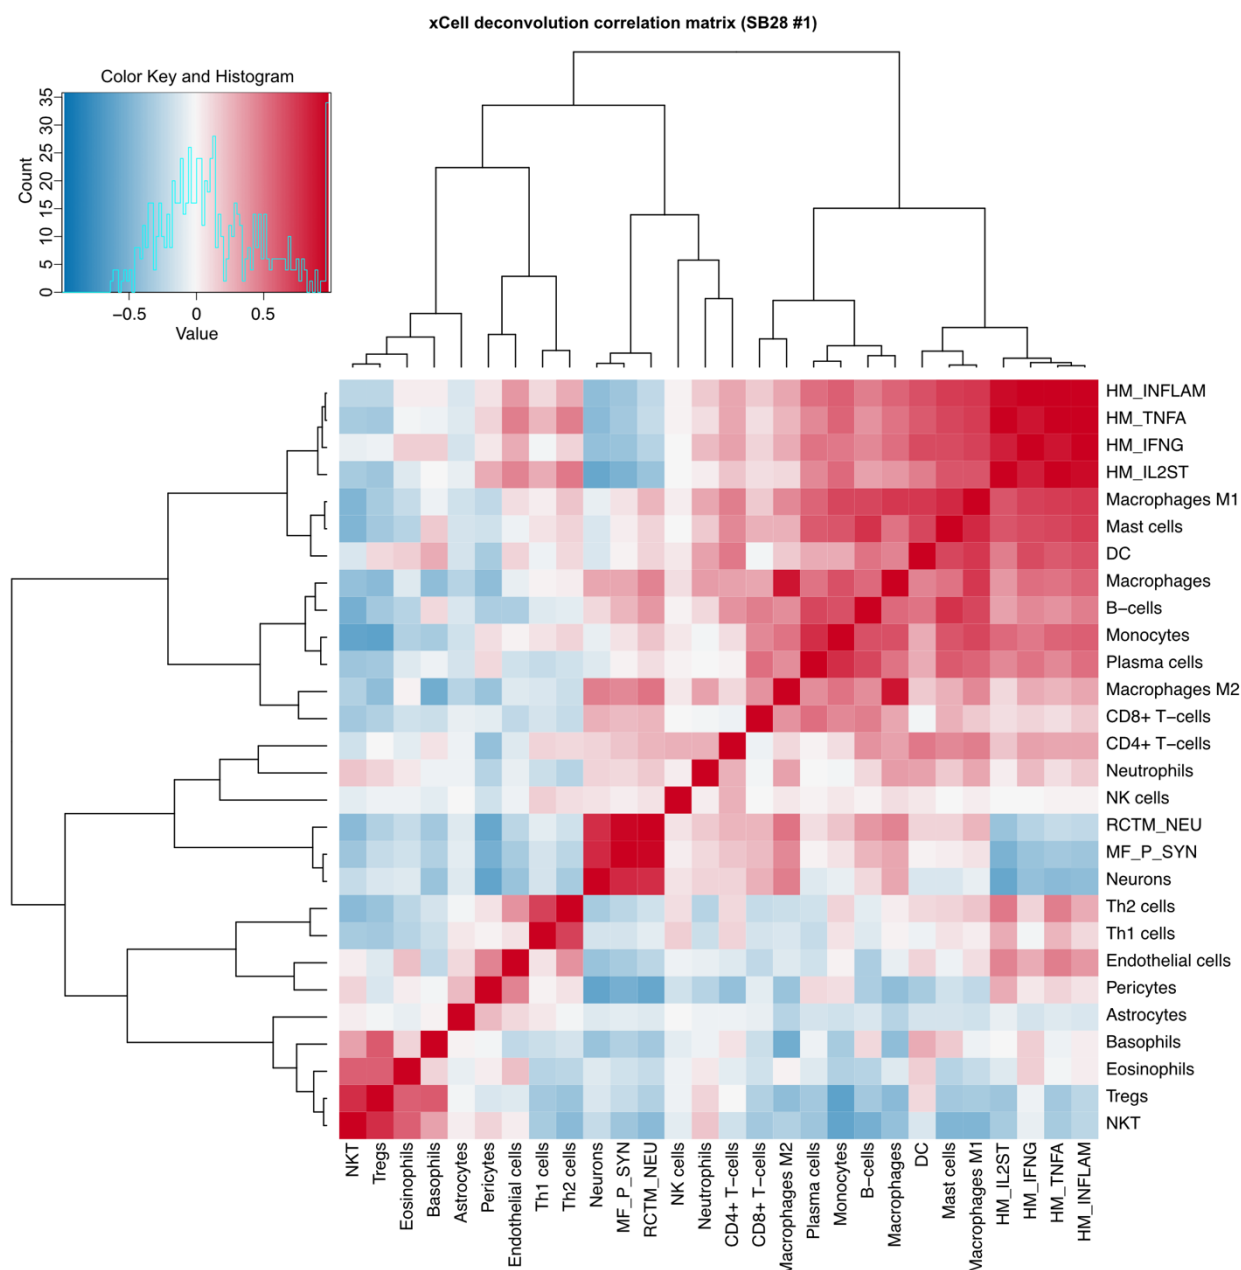 xCell deconvolution correlation matrix (SB28 #1)
Color Key and Histogram
Count
0
5
10
15
20
25
30
35
−0.5
0
0.5
Value
HM_INFLAM
HM_TNFA
HM_IFNG
HM_IL2ST
Macrophages M1
Mast cells
DC
Macrophages
B−cells
Monocytes
Plasma cells
Macrophages M2
CD8+ T−cells
CD4+ T−cells
Neutrophils
NK cells
RCTM_NEU
MF_P_SYN
Neurons
Th2 cells
Th1 cells
Endothelial cells
Pericytes
Astrocytes
Basophils
Eosinophils
Tregs
NKT
NKT
Tregs
Eosinophils
Basophils
Astrocytes
Pericytes
Endothelial cells
Th1 cells
Th2 cells
Neurons
MF_P_SYN
RCTM_NEU
NK cells
Neutrophils
CD4+ T−cells
CD8+ T−cells
Macrophages M2
Plasma cells
Monocytes
B−cells
Macrophages
DC
Mast cells
Macrophages M1
HM_IL2ST
HM_IFNG
HM_TNFA
HM_INFLAM